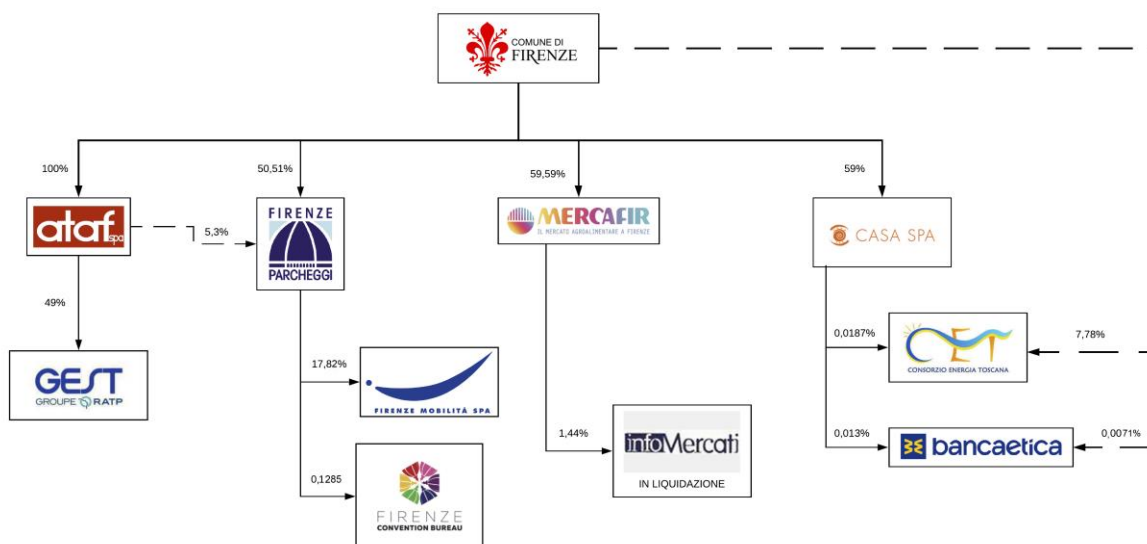 COMUNE DI
FIRENZE
100%
50,51%
59,59%
59%
ataf spa
5,3%
FIRENZE
PARCHEGGI
MERCAFIR
IL MERCATO AGROALIMENTARE A FIRENZE
CASA SPA
49%
GEST
GROUPE RATP
17,82%
FIRENZE MOBILITÀ SPA
0,1285
FIRENZE
CONVENTION BUREAU
1,44%
infoMercati
IN LIQUIDAZIONE
0,0187%
CET
CONSORZIO ENERGIA TOSCANA
7,78%
0,013%
bancaetica
0,0071%